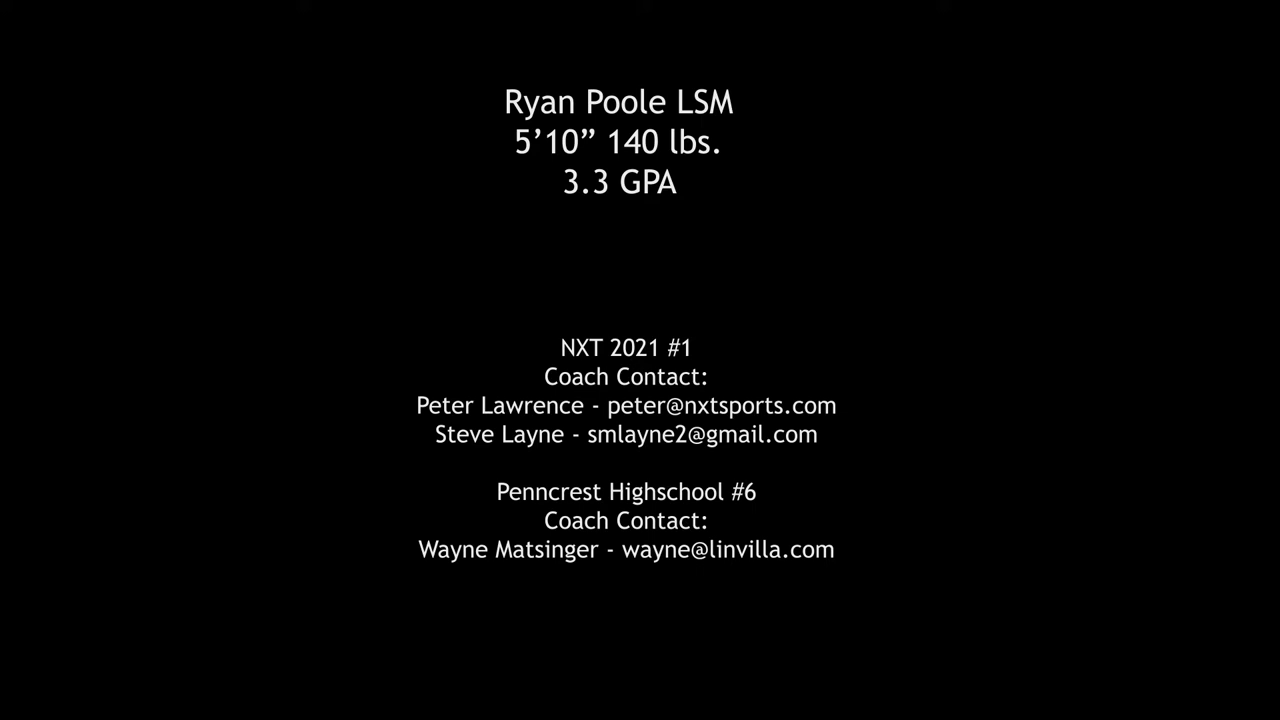 Ryan Poole LSM
5’10” 140 lbs.
3.3 GPA
NXT 2021 #1
Coach Contact:
Peter Lawrence - peter@nxtsports.com
Steve Layne - smlayne2@gmail.com
Penncrest Highschool #6
Coach Contact:
Wayne Matsinger - wayne@linvilla.com